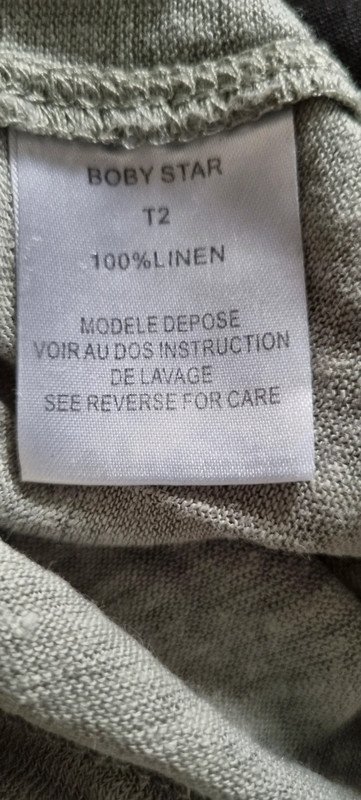 BOBY STAR
T2
100%LINEN
MODELE DEPOSE
VOIR AU DOS INSTRUCTION
DE LAVAGE
SEE REVERSE FOR CARE